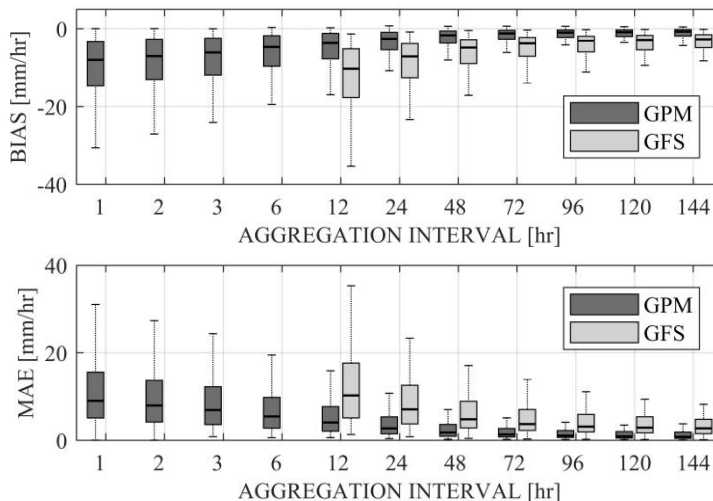 0
-20
-40
BIAS [mm/hr]
GPM
GFS
1 2 3 6 12 24 48 72 96 120 144
AGGREGATION INTERVAL [hr]
40
20
0
MAE [mm/hr]
GPM
GFS
1 2 3 6 12 24 48 72 96 120 144
AGGREGATION INTERVAL [hr]